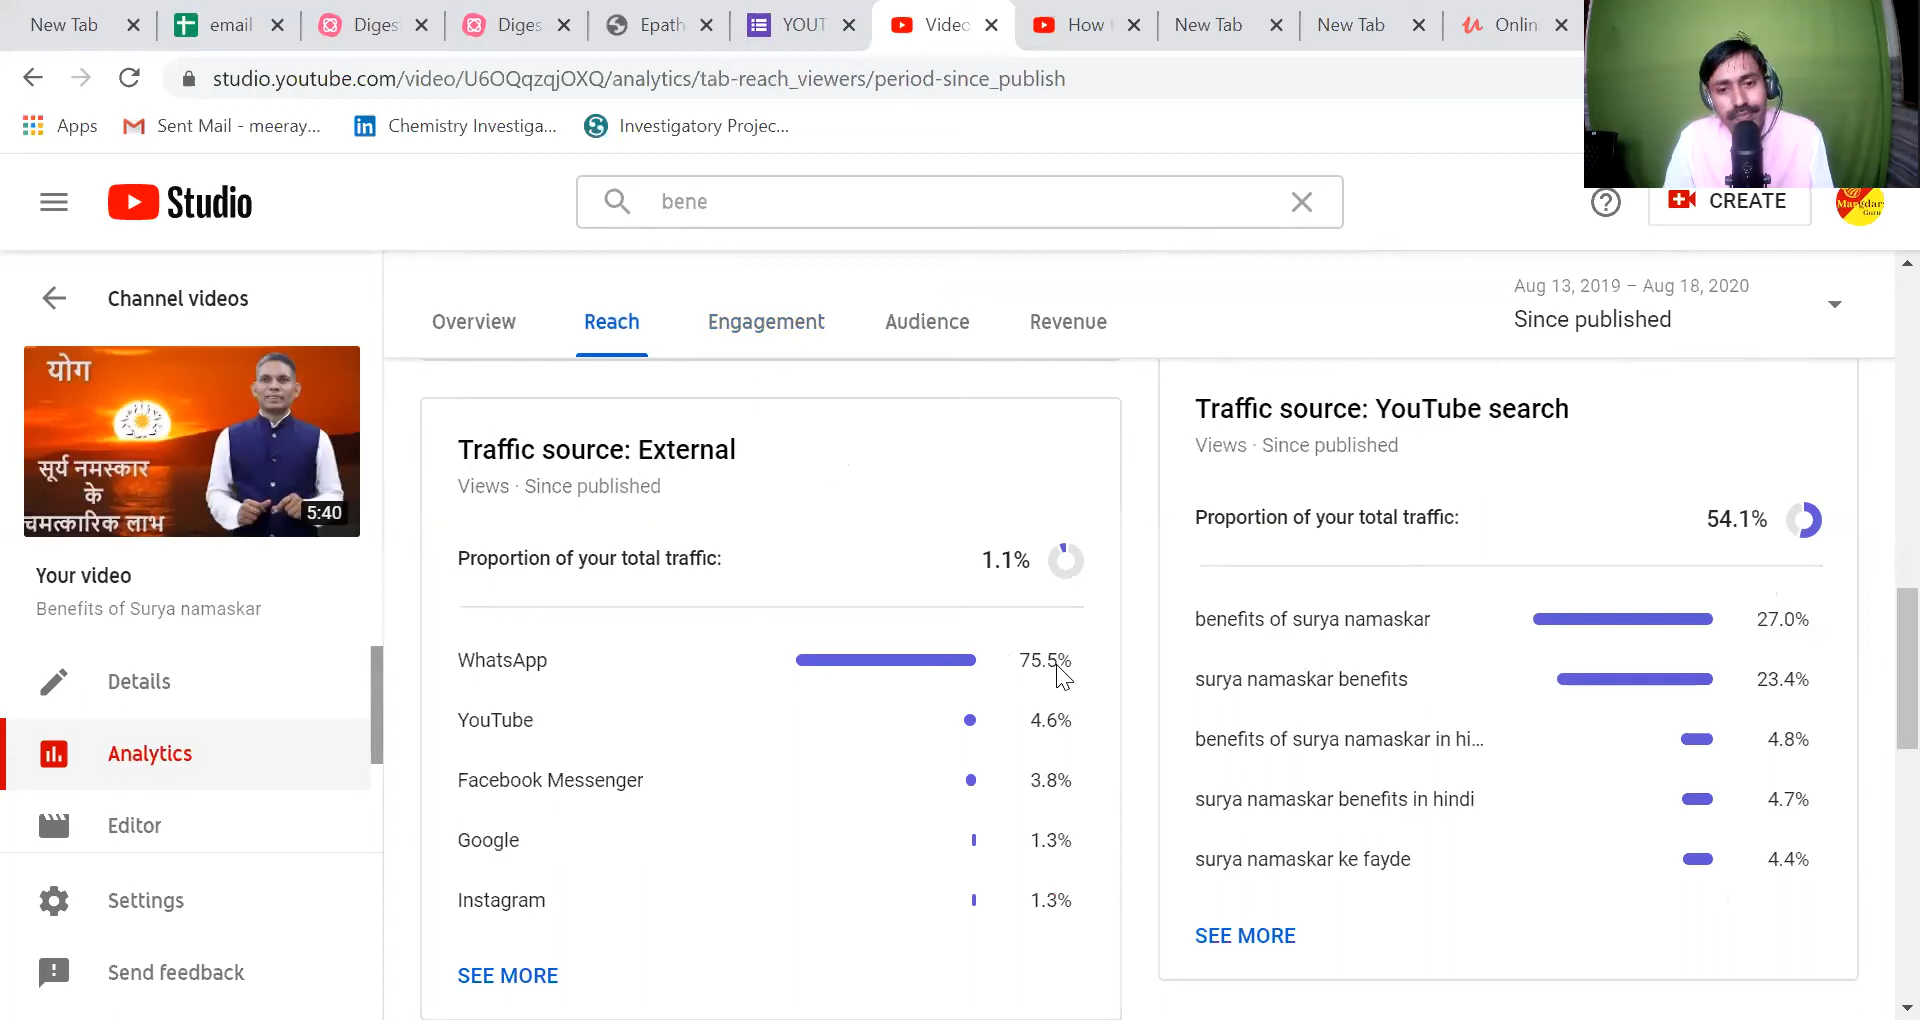 New Tab
email
Diges
Diges
Epath
YOUT
Video
How
New Tab
New Tab
Onlin
studio.youtube.com/video/U6OQqzqjOXQ/analytics/tab-reach_viewers/period-since_publish
Apps
Sent Mail - meeray...
Chemistry Investiga...
Investigatory Projec...
Studio
bene
CREATE
Margdar
Guru
Channel videos
Overview
Reach
Engagement
Audience
Revenue
Aug 13, 2019 – Aug 18, 2020
Since published
योग
सूर्य नमस्कार
के
चमत्कारिक लाभ
5:40
Your video
Benefits of Surya namaskar
Details
Analytics
Editor
Settings
Send feedback
Traffic source: External
Views · Since published
Proportion of your total traffic: 1.1%
WhatsApp 75.5%
YouTube 4.6%
Facebook Messenger 3.8%
Google 1.3%
Instagram 1.3%
SEE MORE
Traffic source: YouTube search
Views · Since published
Proportion of your total traffic: 54.1%
benefits of surya namaskar 27.0%
surya namaskar benefits 23.4%
benefits of surya namaskar in hi... 4.8%
surya namaskar benefits in hindi 4.7%
surya namaskar ke fayde 4.4%
SEE MORE